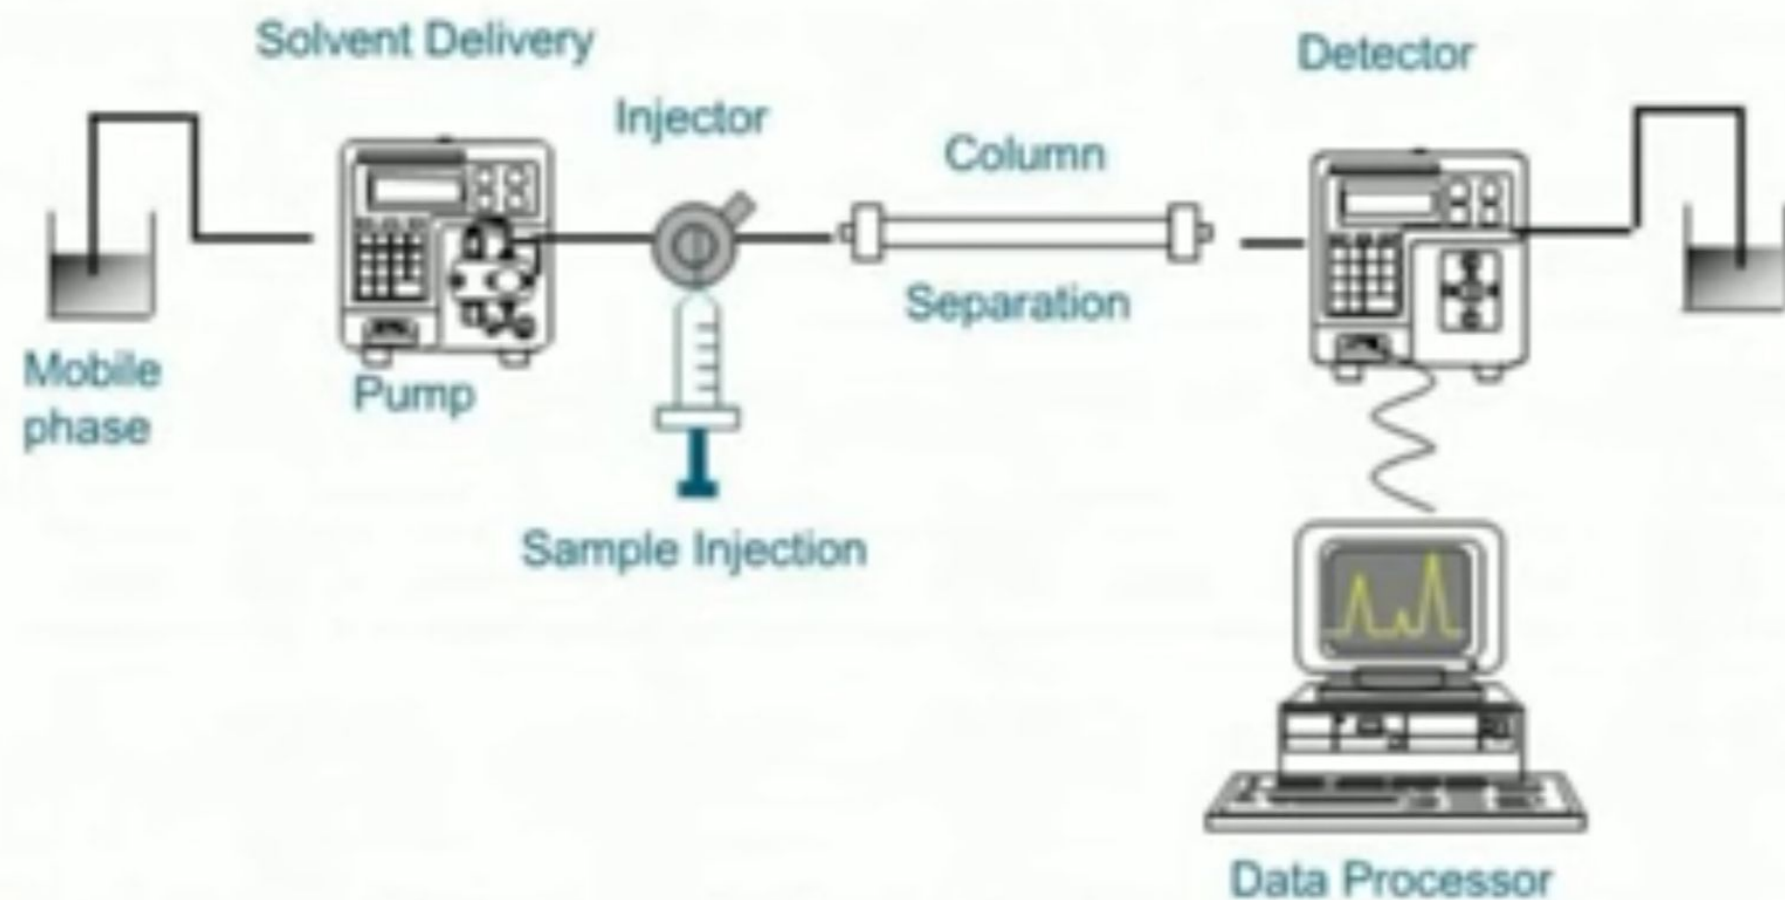 Solvent Delivery
Detector
Injector
Column
Separation
Mobile
phase
Pump
Sample Injection
Data Processor